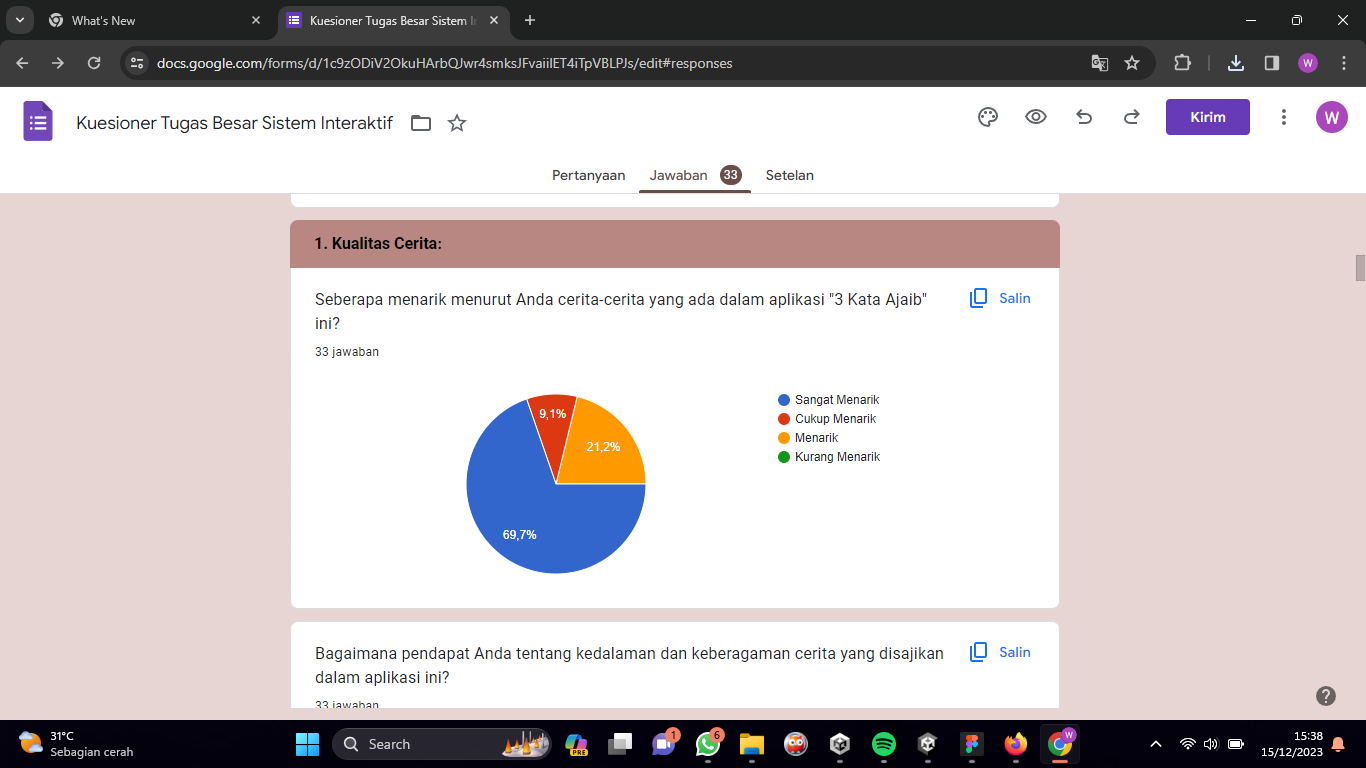 What's New
Kuesioner Tugas Besar Sistem In
docs.google.com/forms/d/1c9zODiV2OkuHArbQJwr4smksJFvaiilET4iTpVBLPJs/edit#responses
W
Kuesioner Tugas Besar Sistem Interaktif
Kirim
W
Pertanyaan
Jawaban 33
Setelan
1. Kualitas Cerita:
Seberapa menarik menurut Anda cerita-cerita yang ada dalam aplikasi "3 Kata Ajaib"
ini?
Salin
33 jawaban
9,1%
21,2%
69,7%
Sangat Menarik
Cukup Menarik
Menarik
Kurang Menarik
Bagaimana pendapat Anda tentang kedalaman dan keberagaman cerita yang disajikan
dalam aplikasi ini?
Salin
33 jawaban
31°C
Sebagian cerah
Search
PRE
1
6
W
15:38
15/12/2023